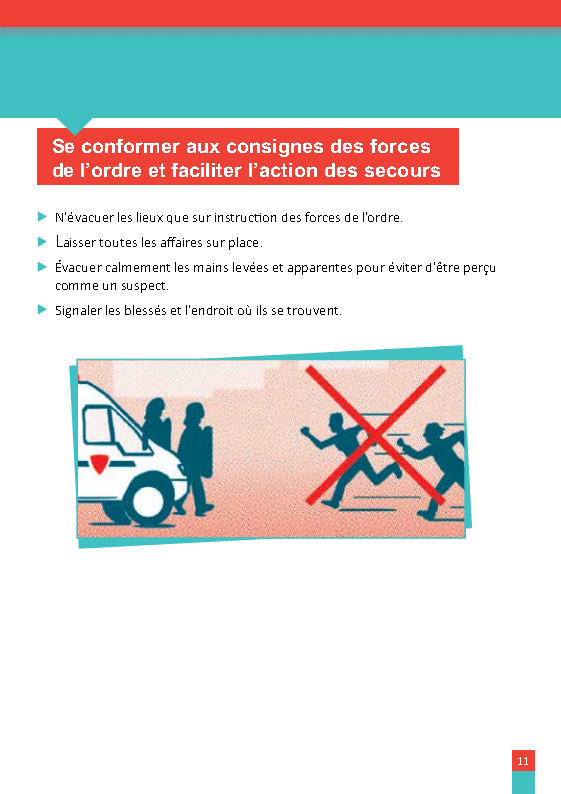 Se conformer aux consignes des forces
de l’ordre et faciliter l’action des secours
▶ N'évacuer les lieux que sur instruction des forces de l'ordre.
▶ Laisser toutes les affaires sur place.
▶ Évacuer calmement les mains levées et apparentes pour éviter d'être perçu
comme un suspect.
▶ Signaler les blessés et l'endroit où ils se trouvent.
11